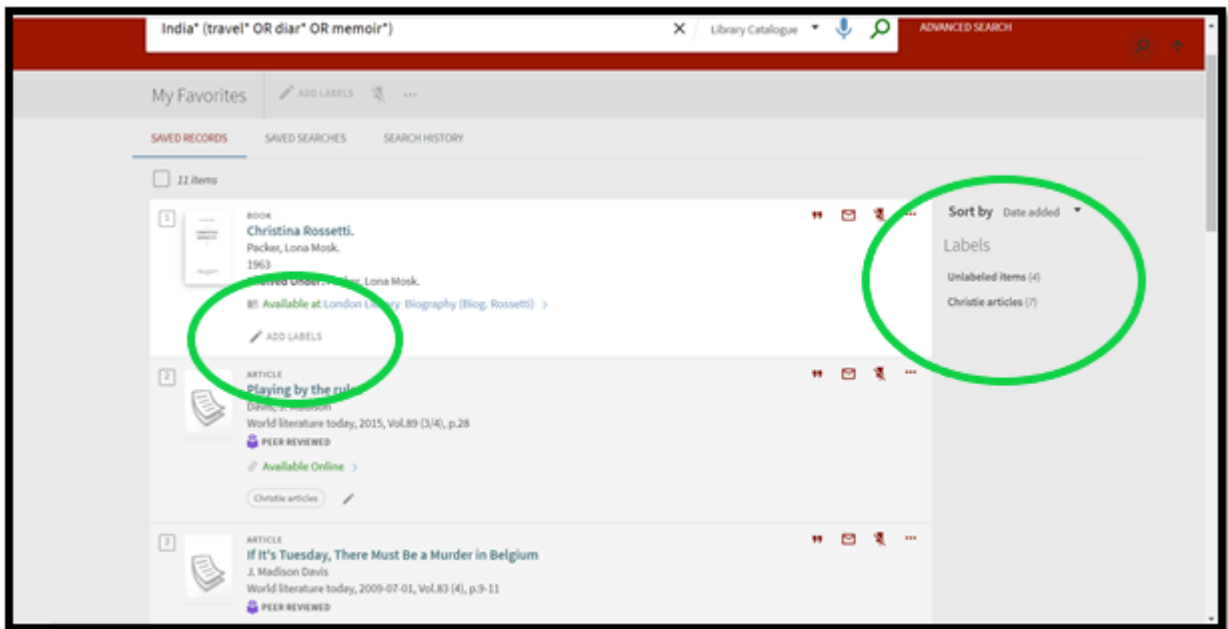 India* (travel* OR diar* OR memoir*)
Library Catalogue
ADVANCED SEARCH
My Favorites
ADD LABELS
SAVED RECORDS
SAVED SEARCHES
SEARCH HISTORY
11 items
1
BOOK
Christina Rossetti.
Packer, Lona Mosk.
1963
Under: Lona Mosk.
Available at London Library Biography (Biog. Rossetti) >
ADD LABELS
Sort by Date added
Labels
Unlabeled items (4)
Christie articles (7)
2
ARTICLE
Playing by the
Davis, J. Madison
World literature today, 2015, Vol.89 (3/4), p.28
PEER REVIEWED
Available Online >
Christie articles
3
ARTICLE
If It's Tuesday, There Must Be a Murder in Belgium
J. Madison Davis
World literature today, 2009-07-01, Vol.83 (4), p.9-11
PEER REVIEWED